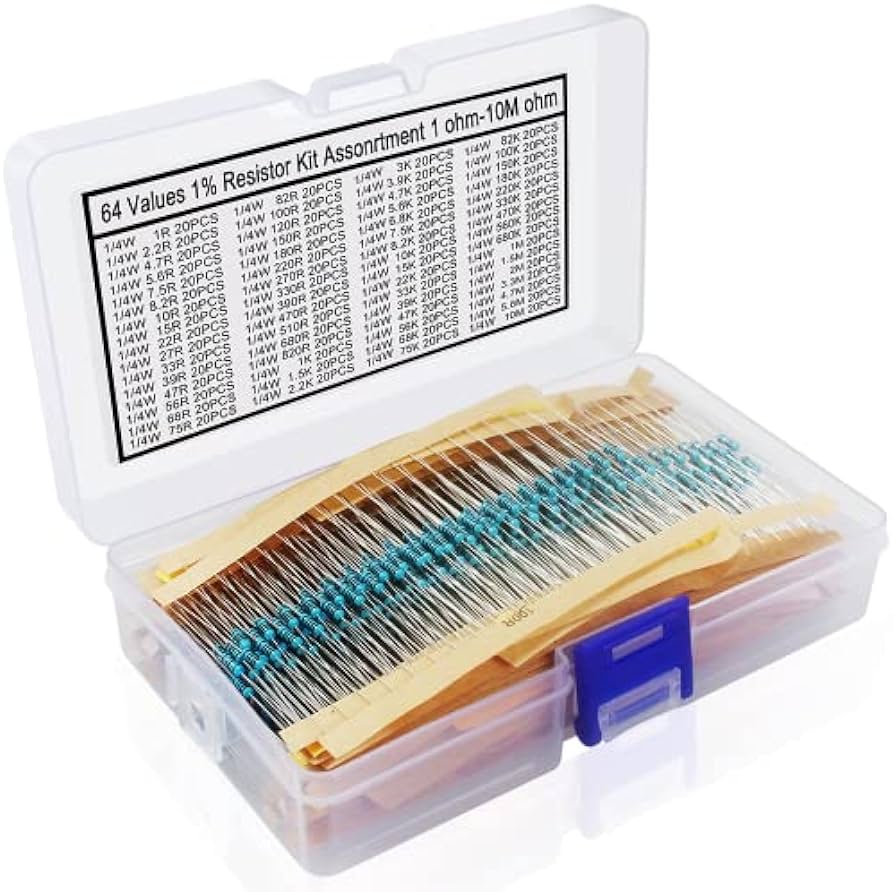 64 Values 1% Resistor Kit Assonrtment 1 ohm-10M ohm
1/4W 1R 20PCS 1/4W 82R 20PCS 1/4W 3K 20PCS 1/4W 82K 20PCS
1/4W 2.2R 20PCS 1/4W 100R 20PCS 1/4W 3.9K 20PCS 1/4W 100K 20PCS
1/4W 4.7R 20PCS 1/4W 120R 20PCS 1/4W 4.7K 20PCS 1/4W 150K 20PCS
1/4W 5.6R 20PCS 1/4W 150R 20PCS 1/4W 5.6K 20PCS 1/4W 180K 20PCS
1/4W 7.5R 20PCS 1/4W 180R 20PCS 1/4W 6.8K 20PCS 1/4W 220K 20PCS
1/4W 8.2R 20PCS 1/4W 220R 20PCS 1/4W 7.5K 20PCS 1/4W 330K 20PCS
1/4W 10R 20PCS 1/4W 270R 20PCS 1/4W 8.2K 20PCS 1/4W 470K 20PCS
1/4W 15R 20PCS 1/4W 330R 20PCS 1/4W 10K 20PCS 1/4W 560K 20PCS
1/4W 22R 20PCS 1/4W 390R 20PCS 1/4W 15K 20PCS 1/4W 680K 20PCS
1/4W 27R 20PCS 1/4W 470R 20PCS 1/4W 22K 20PCS 1/4W 1M 20PCS
1/4W 33R 20PCS 1/4W 510R 20PCS 1/4W 33K 20PCS 1/4W 1.5M 20PCS
1/4W 39R 20PCS 1/4W 680R 20PCS 1/4W 39K 20PCS 1/4W 2M 20PCS
1/4W 47R 20PCS 1/4W 820R 20PCS 1/4W 47K 20PCS 1/4W 3.3M 20PCS
1/4W 56R 20PCS 1/4W 1K 20PCS 1/4W 56K 20PCS 1/4W 4.7M 20PCS
1/4W 68R 20PCS 1/4W 1.5K 20PCS 1/4W 68K 20PCS 1/4W 20PCS
1/4W 75R 20PCS 1/4W 2.2K 20PCS 1/4W 75K 20PCS 1/4W 10M 20PCS